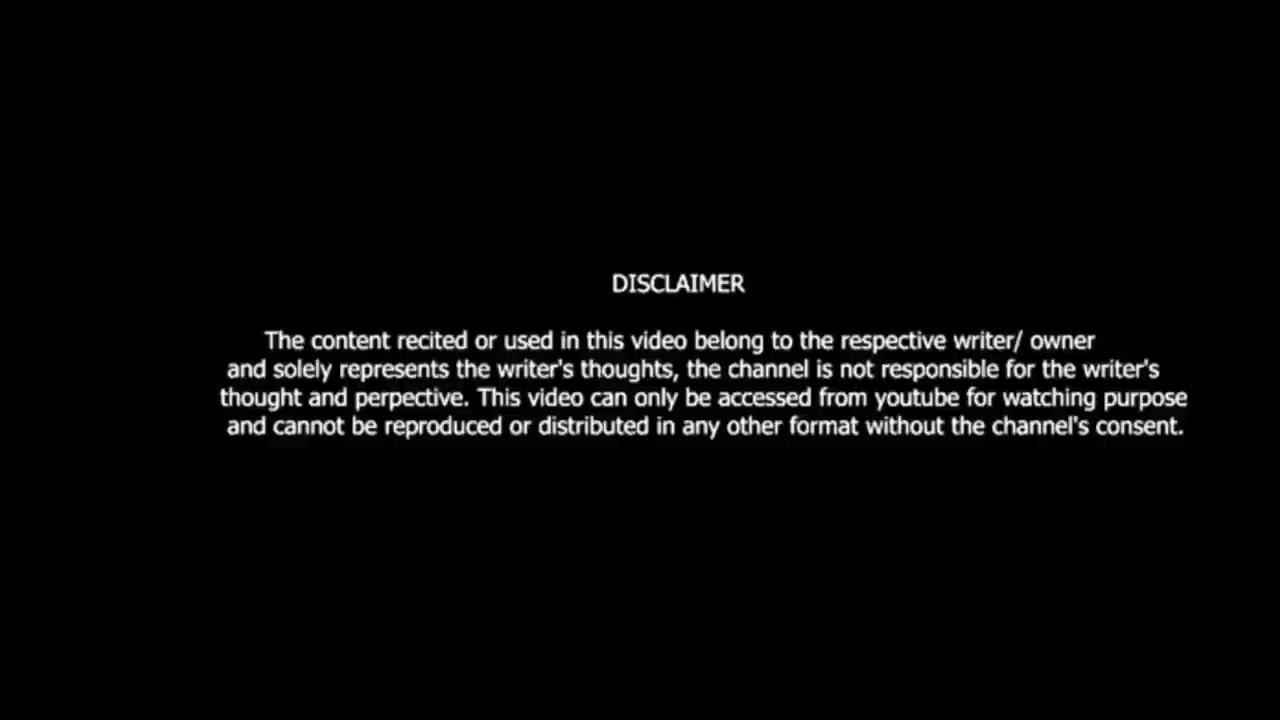 DISCLAIMER
The content recited or used in this video belong to the respective writer/ owner
and solely represents the writer's thoughts, the channel is not responsible for the writer's
thought and perpective. This video can only be accessed from youtube for watching purpose
and cannot be reproduced or distributed in any other format without the channel's consent.